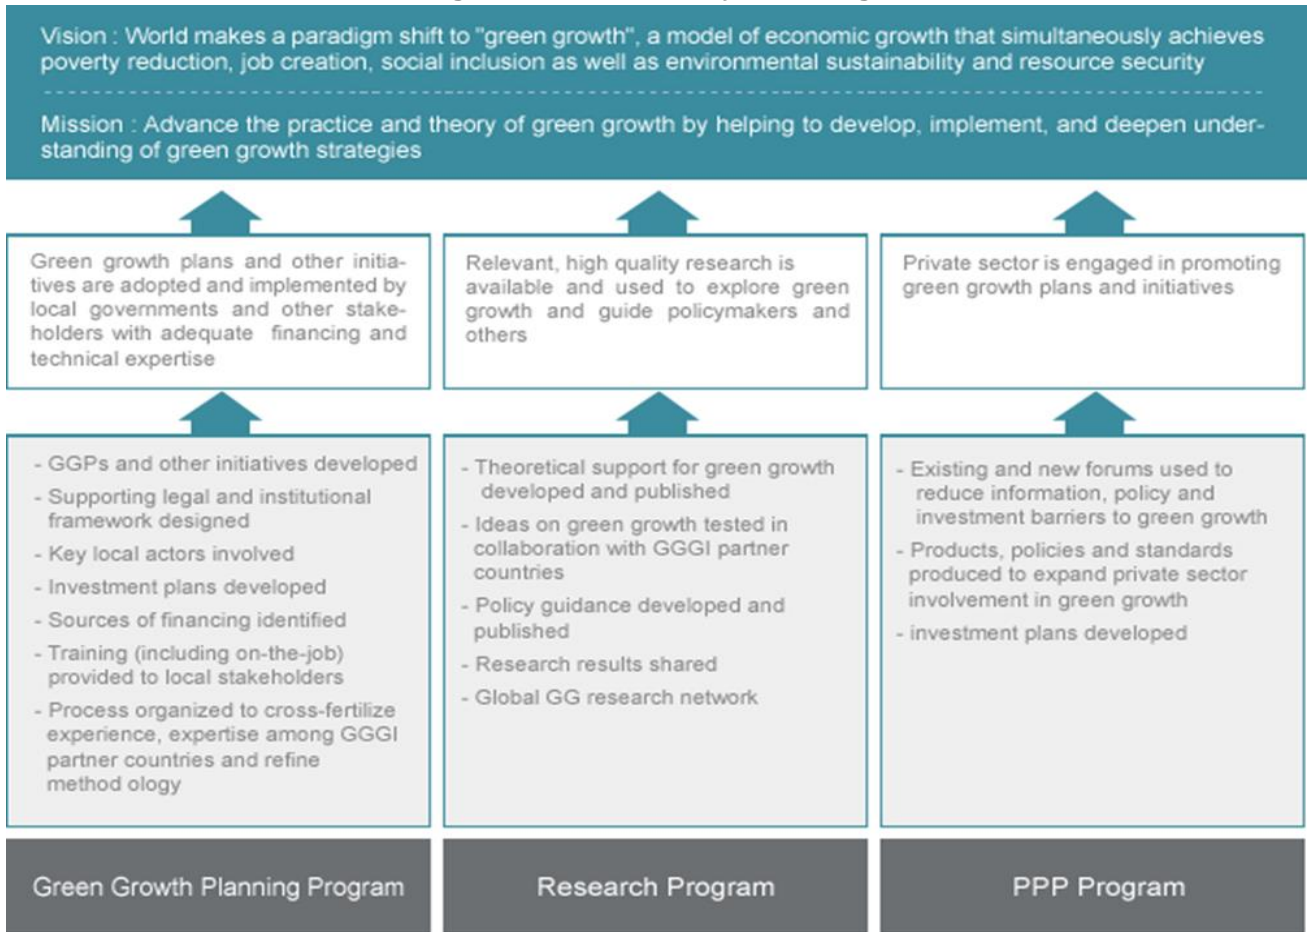 Vision : World makes a paradigm shift to "green growth", a model of economic growth that simultaneously achieves
poverty reduction, job creation, social inclusion as well as environmental sustainability and resource security
Mission : Advance the practice and theory of green growth by helping to develop, implement, and deepen under-
standing of green growth strategies
Green growth plans and other initia-
tives are adopted and implemented by
local governments and other stake-
holders with adequate financing and
technical expertise
Relevant, high quality research is
available and used to explore green
growth and guide policymakers and
others
Private sector is engaged in promoting
green growth plans and initiatives
- GGPs and other initiatives developed
- Supporting legal and institutional
framework designed
- Key local actors involved
- Investment plans developed
- Sources of financing identified
- Training (including on-the-job)
provided to local stakeholders
- Process organized to cross-fertilize
experience, expertise among GGGI
partner countries and refine
method ology
- Theoretical support for green growth
developed and published
- Ideas on green growth tested in
collaboration with GGGI partner
countries
- Policy guidance developed and
published
- Research results shared
- Global GG research network
- Existing and new forums used to
reduce information, policy and
investment barriers to green growth
- Products, policies and standards
produced to expand private sector
involvement in green growth
- investment plans developed
Green Growth Planning Program
Research Program
PPP Program